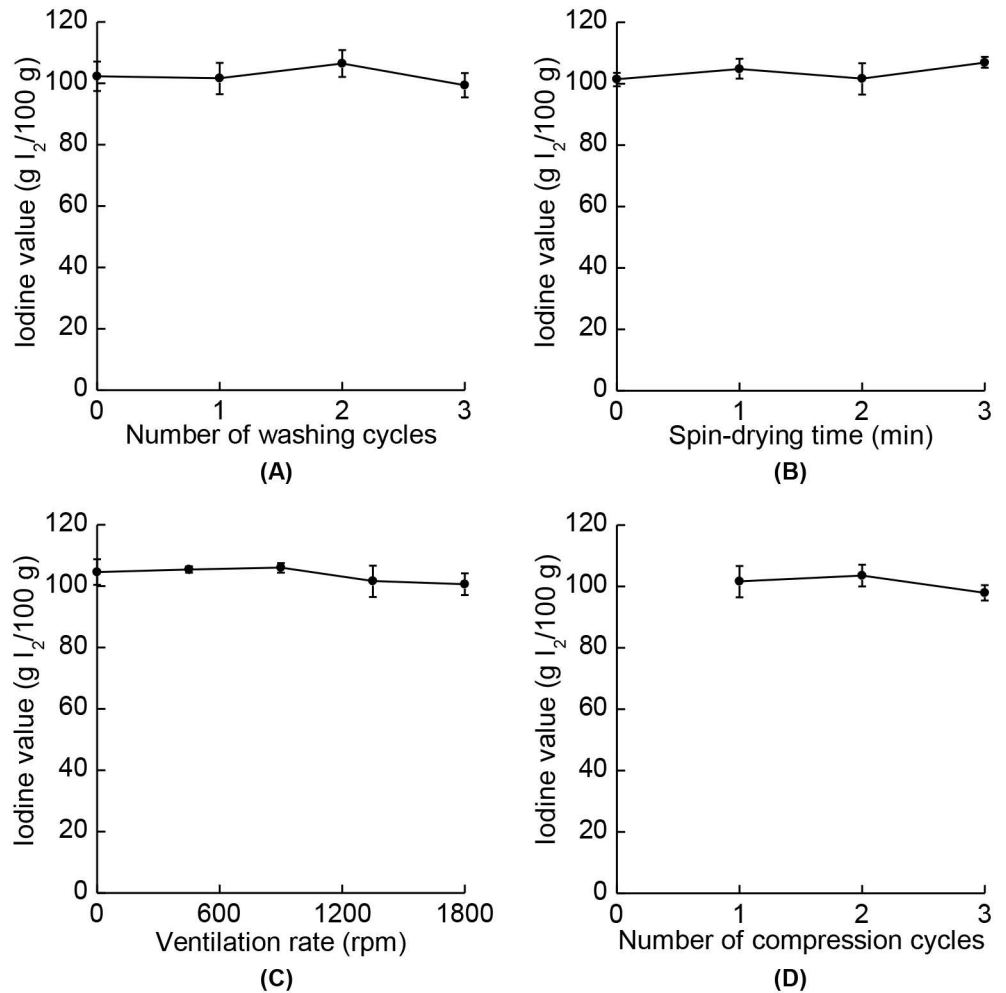 120
100
80
60
40
20
0
Iodine value (g I₂/100 g)
0 1 2 3
Number of washing cycles
(A)
120
100
80
60
40
20
0
Iodine value (g I₂/100 g)
0 1 2 3
Spin-drying time (min)
(B)
120
100
80
60
40
20
0
Iodine value (g I₂/100 g)
0 600 1200 1800
Ventilation rate (rpm)
(C)
120
100
80
60
40
20
0
Iodine value (g I₂/100 g)
0 1 2 3
Number of compression cycles
(D)